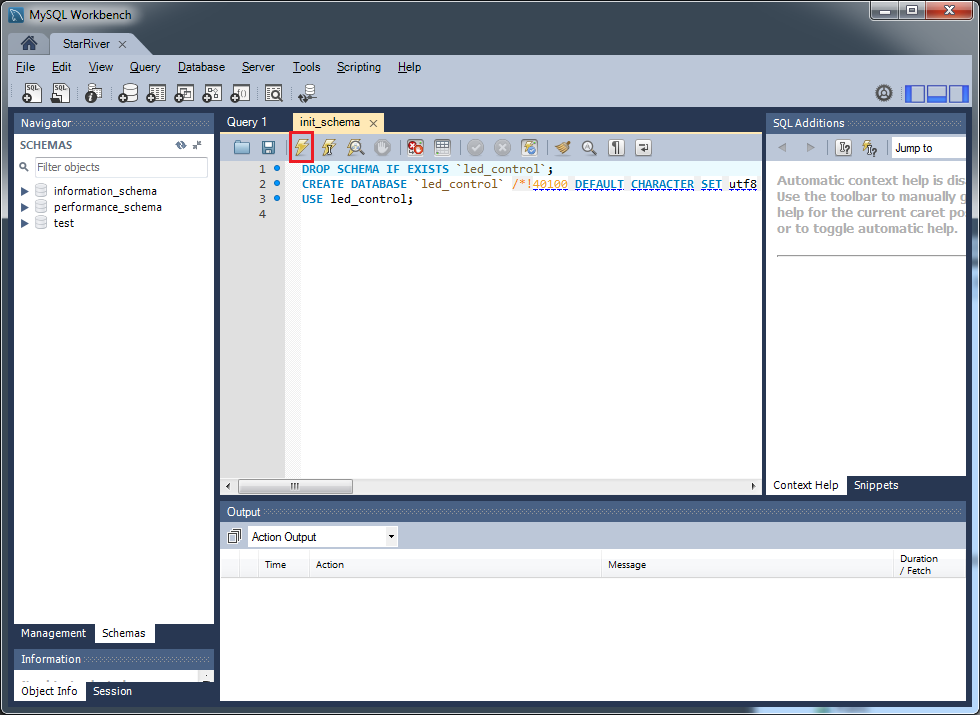 MySQL Workbench
StarRiver
File Edit View Query Database Server Tools Scripting Help
Navigator
SCHEMAS
Filter objects
information_schema
performance_schema
test
Management Schemas
Information
Object Info Session
Query 1 init_schema
1 DROP SCHEMA IF EXISTS `led_control`;
2 CREATE DATABASE `led_control` /*!40100 DEFAULT CHARACTER SET utf8
3 USE led_control;
4
SQL Additions
Jump to
Automatic context help is dis
Use the toolbar to manually g
help for the current caret po
or to toggle automatic help.
Context Help Snippets
Output
Action Output
Time Action Message Duration
/ Fetch